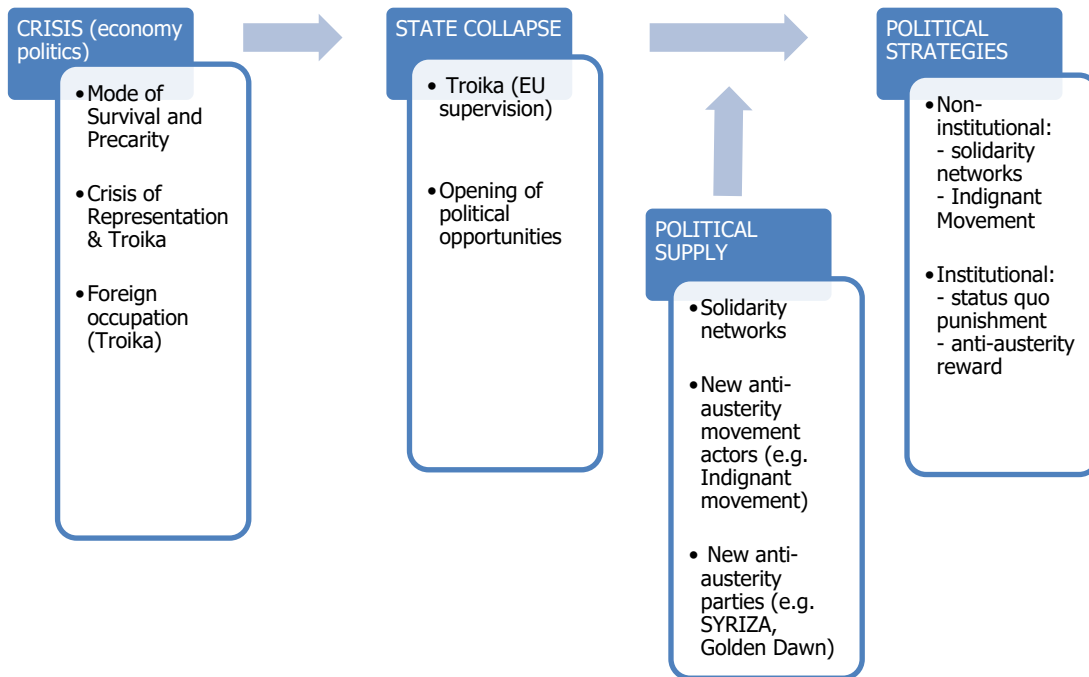 CRISIS (economy
politics)
•Mode of
Survival and
Precarity
•Crisis of
Representation
& Troika
•Foreign
occupation
(Troika)
STATE COLLAPSE
• Troika (EU
supervision)
•Opening of
political
opportunities
POLITICAL
SUPPLY
•Solidarity
networks
•New anti-
austerity
movement
actors (e.g.
Indignant
movement)
• New anti-
austerity
parties (e.g.
SYRIZA,
Golden Dawn)
POLITICAL
STRATEGIES
•Non-
institutional:
- solidarity
networks
- Indignant
Movement
•Institutional:
- status quo
punishment
- anti-austerity
reward